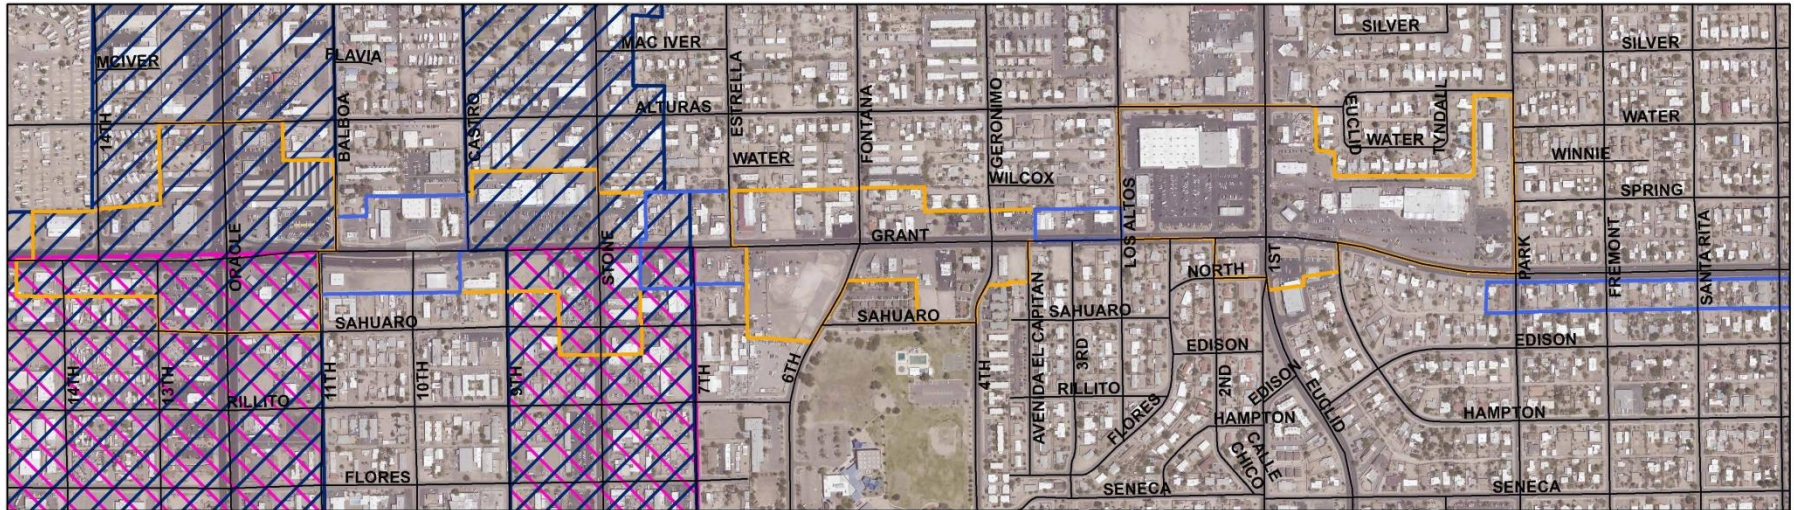 SILVER
MAC IVER
SILVER
MCIVER
FLAVIA
ALTURAS
14TH
BALBOA
CASTRO
ESTRELLA
FONTANA
GERONIMO
EUCLID
TYNDALL
WATER
WATER
WATER
WINNIE
WILCOX
SPRING
LOS ALTOS
ORACLE
STONE
GRANT
1ST
PARK
FREMONT
SANTA RITA
NORTH
SAHUARO
SAHUARO
SAHUARO
AVENIDA EL CAPITAN
EDISON
EDISON
14TH
13TH
11TH
10TH
9TH
7TH
6TH
4TH
3RD
2ND
EDISON
EUCLID
RILLITO
RILLITO
FLORES
HAMPTON
HAMPTON
CALLE
CHICO
FLORES
SENECA
SENECA